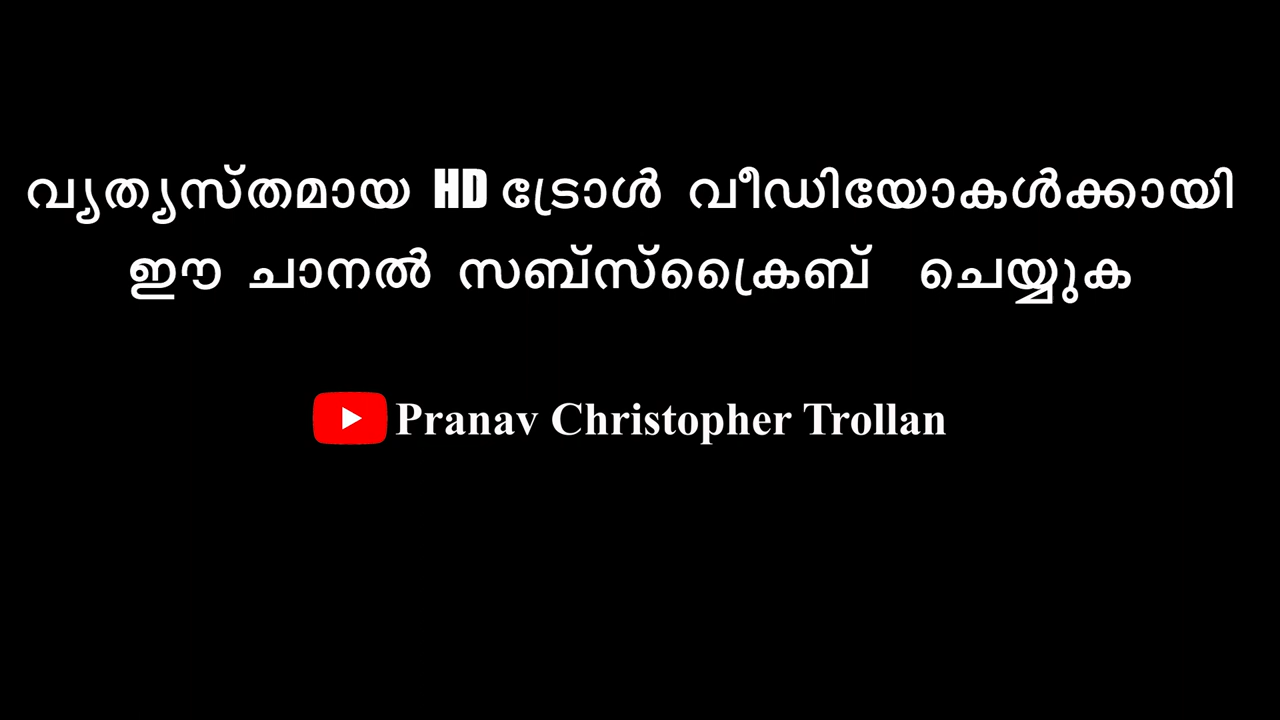 വ്യത്യസ്തമായ HD ട്രോൾ വീഡിയോകൾക്കായി
ഈ ചാനൽ സബ്സ്ക്രൈബ് ചെയ്യുക
Pranav Christopher Trollan